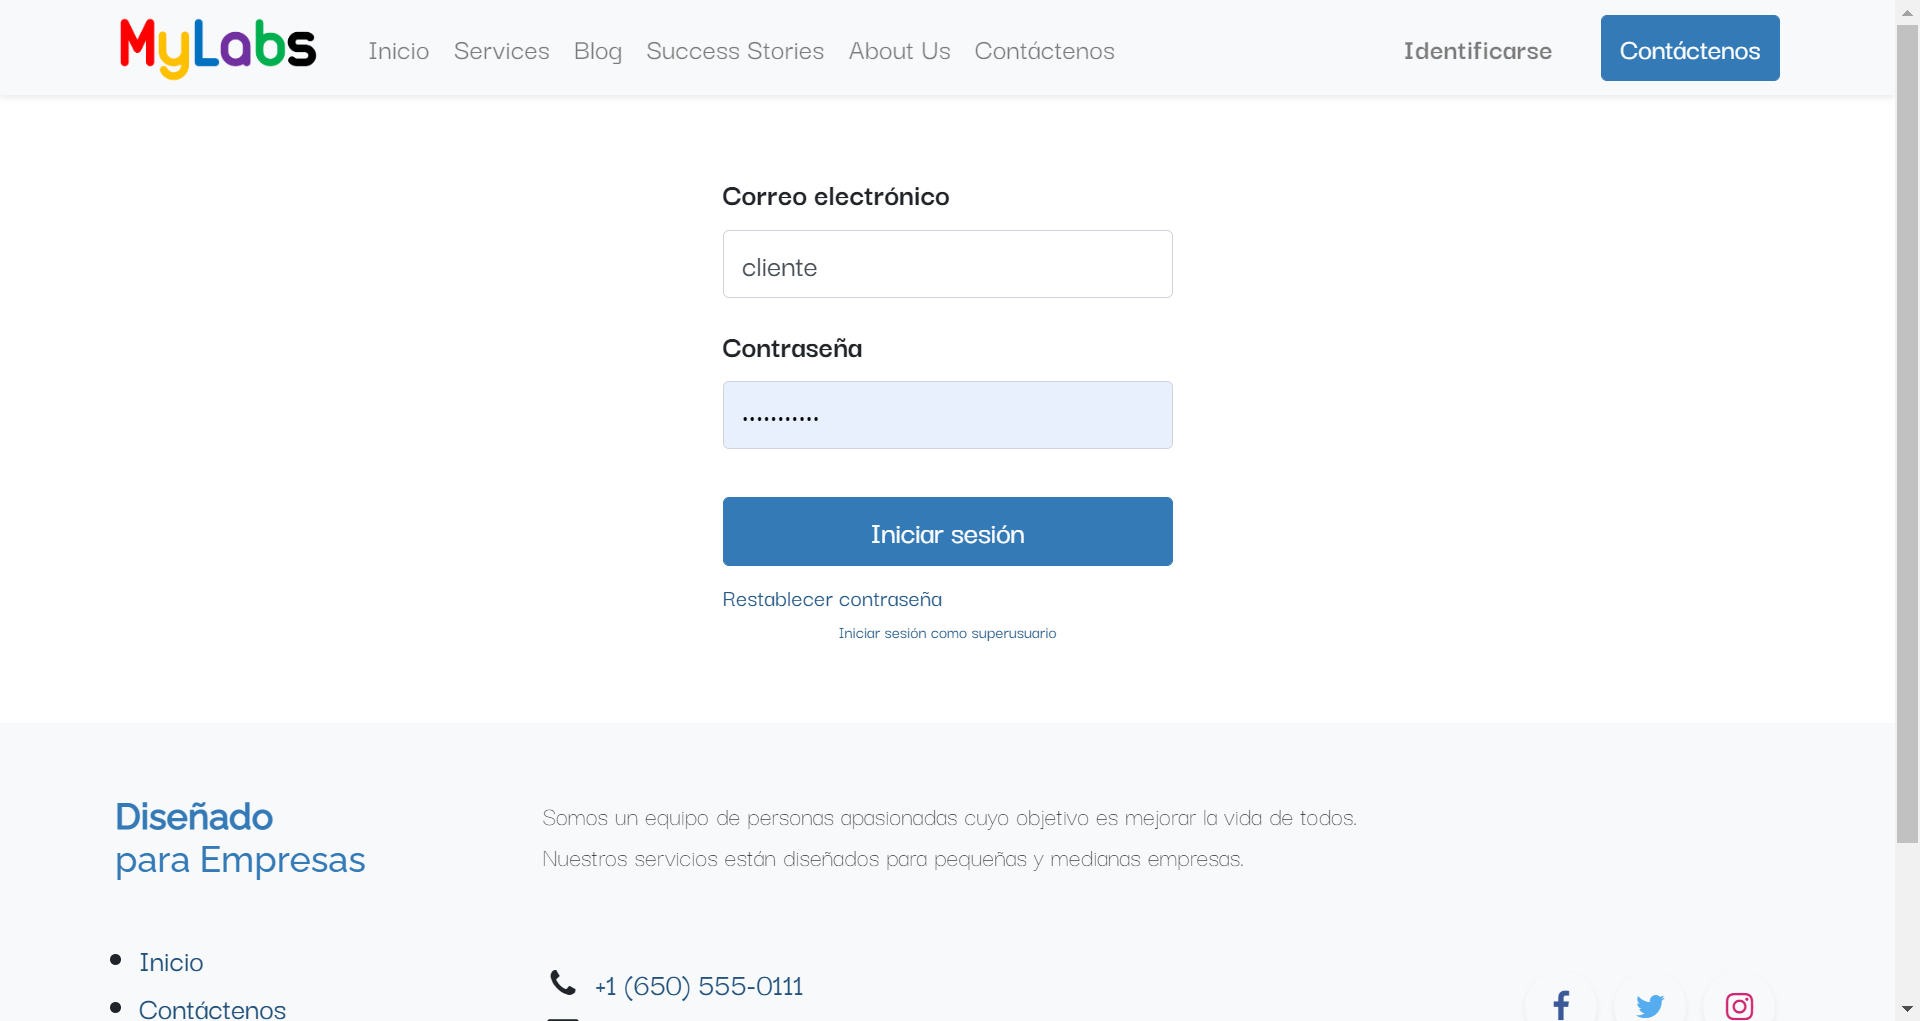 MyLabs
Inicio Services Blog Success Stories About Us Contáctenos Identificarse Contáctenos
Correo electrónico
cliente
Contraseña
•••••••••••
Iniciar sesión
Restablecer contraseña
Iniciar sesión como superusuario
Diseñado
para Empresas
Somos un equipo de personas apasionadas cuyo objetivo es mejorar la vida de todos.
Nuestros servicios están diseñados para pequeñas y medianas empresas.
Inicio
Contáctenos
+1 (650) 555-0111